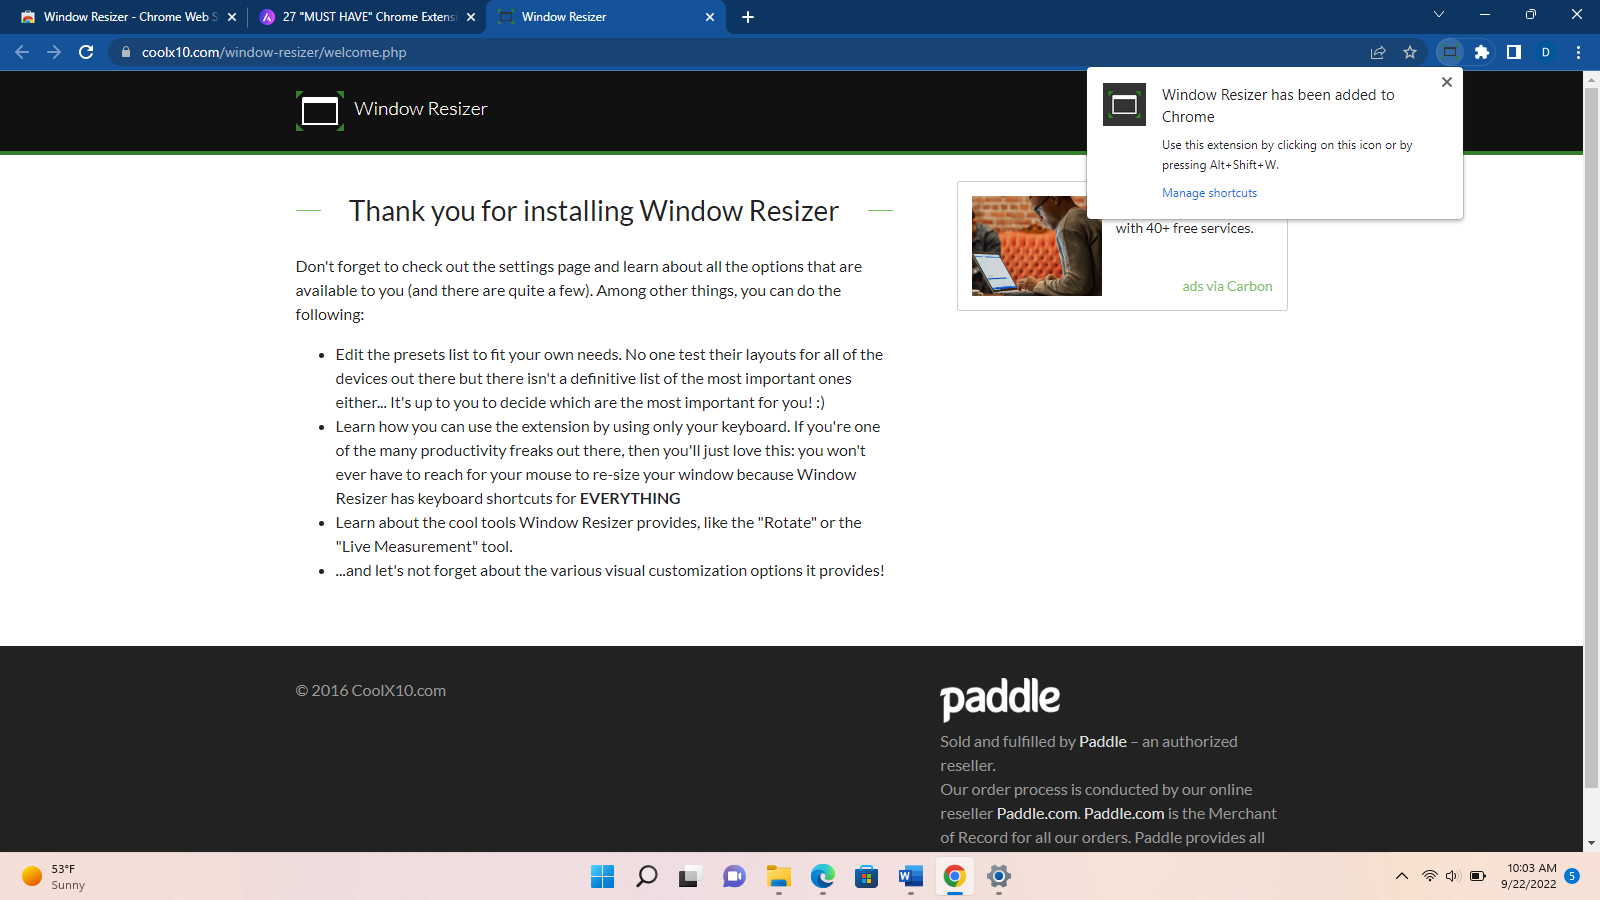 Window Resizer - Chrome Web S
27 "MUST HAVE" Chrome Extensi
Window Resizer
coolx10.com/window-resizer/welcome.php
D
Window Resizer
Window Resizer has been added to
Chrome
Use this extension by clicking on this icon or by
pressing Alt+Shift+W.
Manage shortcuts
with 40+ free services.
ads via Carbon
Thank you for installing Window Resizer
Don't forget to check out the settings page and learn about all the options that are
available to you (and there are quite a few). Among other things, you can do the
following:
Edit the presets list to fit your own needs. No one test their layouts for all of the
devices out there but there isn't a definitive list of the most important ones
either... It's up to you to decide which are the most important for you! :)
Learn how you can use the extension by using only your keyboard. If you're one
of the many productivity freaks out there, then you'll just love this: you won't
ever have to reach for your mouse to re-size your window because Window
Resizer has keyboard shortcuts for EVERYTHING
Learn about the cool tools Window Resizer provides, like the "Rotate" or the
"Live Measurement" tool.
...and let's not forget about the various visual customization options it provides!
© 2016 CoolX10.com
paddle
Sold and fulfilled by Paddle – an authorized
reseller.
Our order process is conducted by our online
reseller Paddle.com. Paddle.com is the Merchant
of Record for all our orders. Paddle provides all
53°F
Sunny
W
10:03 AM
9/22/2022
5